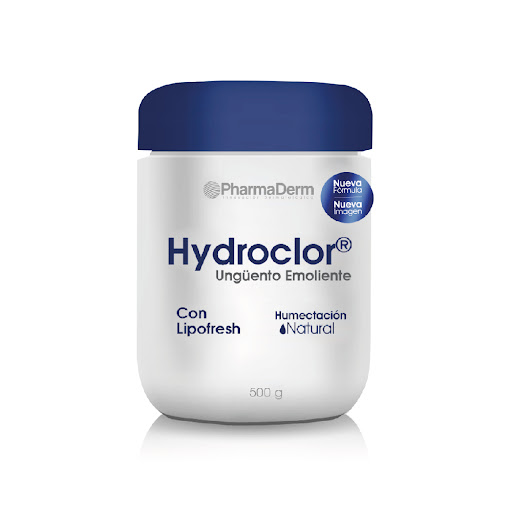 PharmaDerm
Nueva
Fórmula
Nueva
Imagen
Hydroclor®
Ungüento Emoliente
Con
Lipofresh
Humectación
Natural
500 g